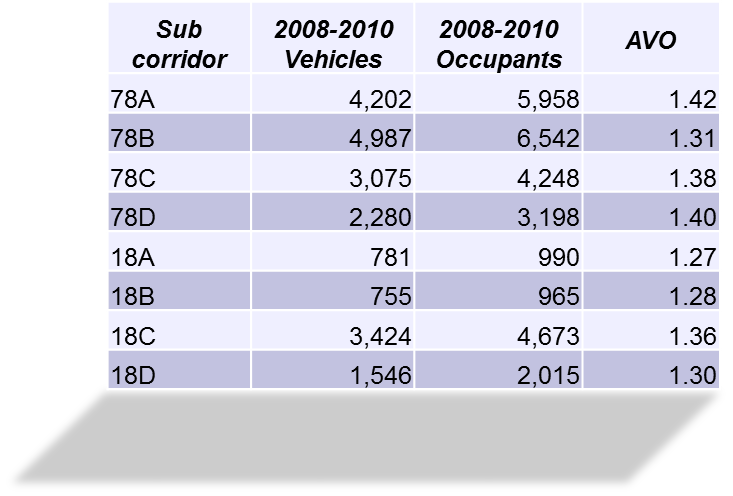 Sub corridor 2008-2010 Vehicles 2008-2010 Occupants AVO
78A 4,202 5,958 1.42
78B 4,987 6,542 1.31
78C 3,075 4,248 1.38
78D 2,280 3,198 1.40
18A 781 990 1.27
18B 755 965 1.28
18C 3,424 4,673 1.36
18D 1,546 2,015 1.30